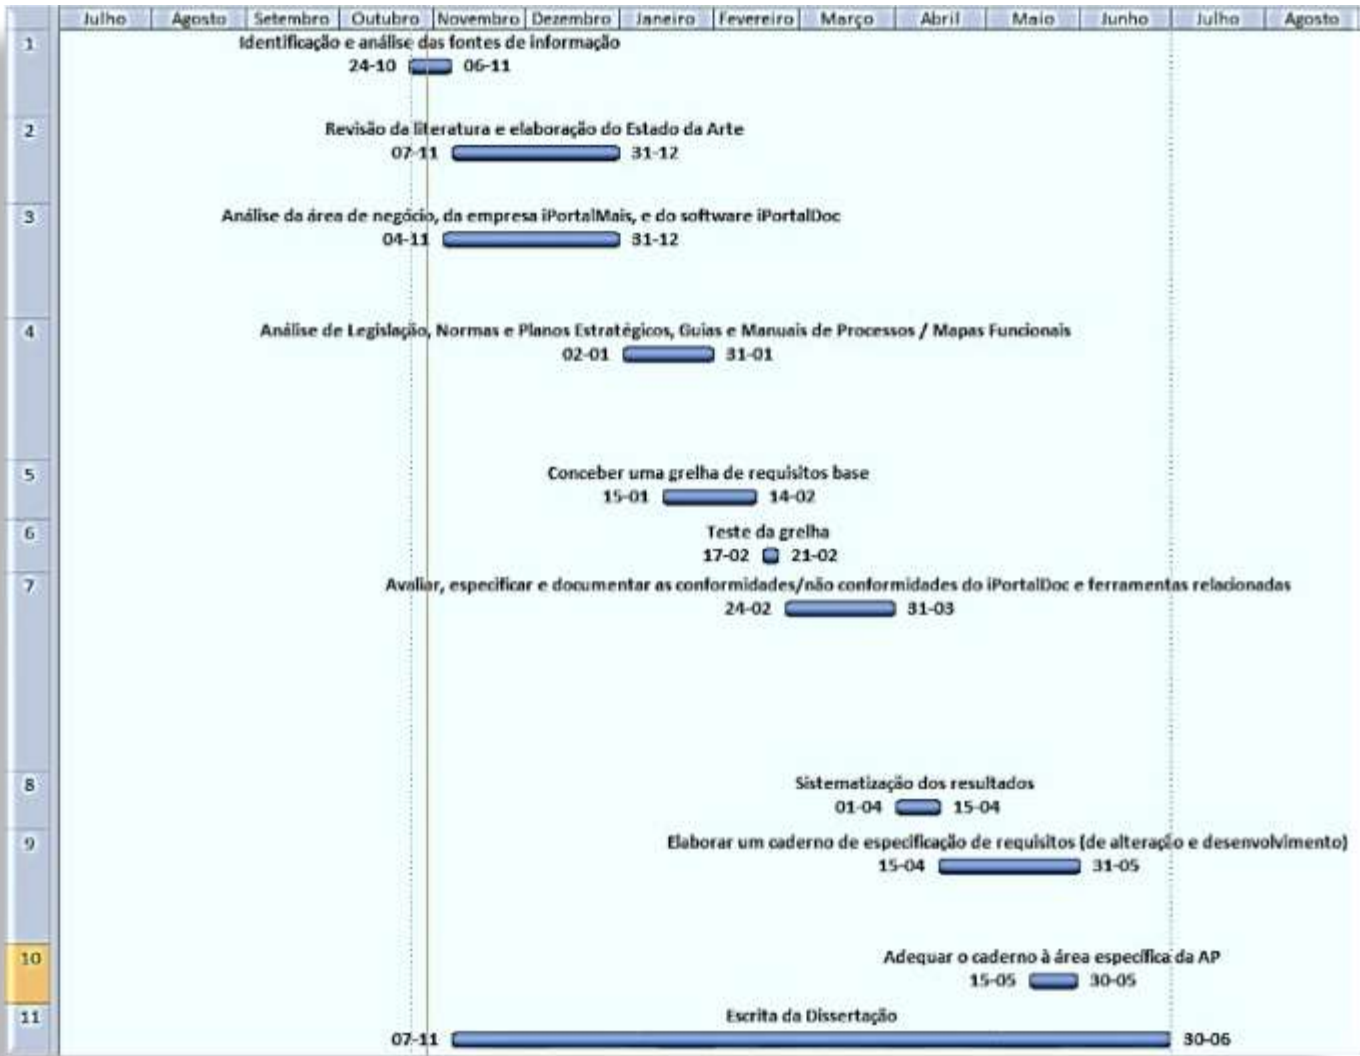 Julho Agosto Setembro Outubro Novembro Dezembro Janeiro Fevereiro Março Abril Maio Junho Julho Agosto
1
Identificação e análise das fontes de informação
24-10 06-11
2
Revisão da literatura e elaboração do Estado da Arte
07-11 31-12
3
Análise da área de negócio, da empresa iPortalMais, e do software iPortalDoc
04-11 31-12
4
Análise de Legislação, Normas e Planos Estratégicos, Guias e Manuais de Processos / Mapas Funcionais
02-01 31-01
5
Conceber uma grelha de requisitos base
15-01 14-02
6
Teste da grelha
17-02 21-02
7
Avaliar, especificar e documentar as conformidades/não conformidades do iPortalDoc e ferramentas relacionadas
24-02 31-03
8
Sistematização dos resultados
01-04 15-04
9
Elaborar um caderno de especificação de requisitos (de alteração e desenvolvimento)
15-04 31-05
10
Adequar o caderno à área específica da AP
15-05 30-05
11
Escrita da Dissertação
07-11 30-06